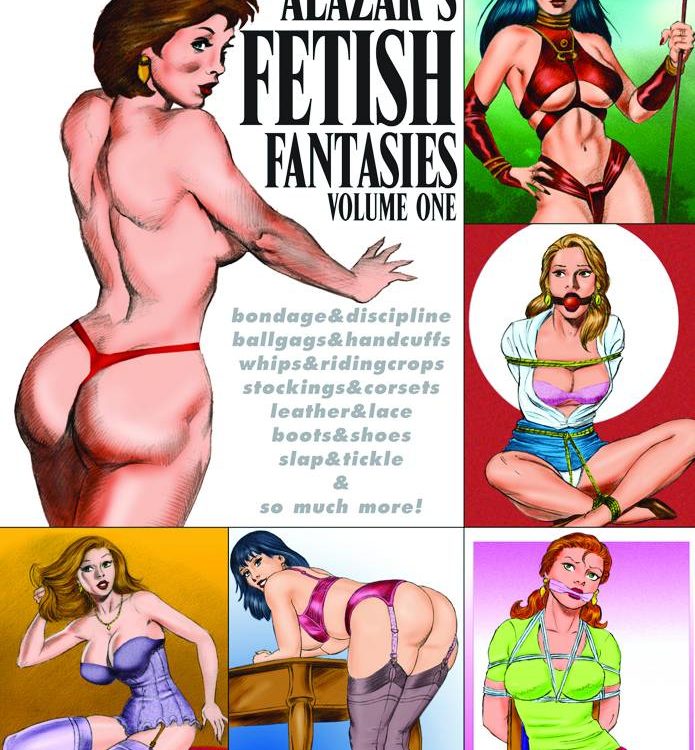 ALAZAR'S
FETISH
FANTASIES
VOLUME ONE
bondage&discipline
ballgags&handcuffs
whips&ridingcrops
stockings&corsets
leather&lace
boots&shoes
slap&tickle
&
so much more!